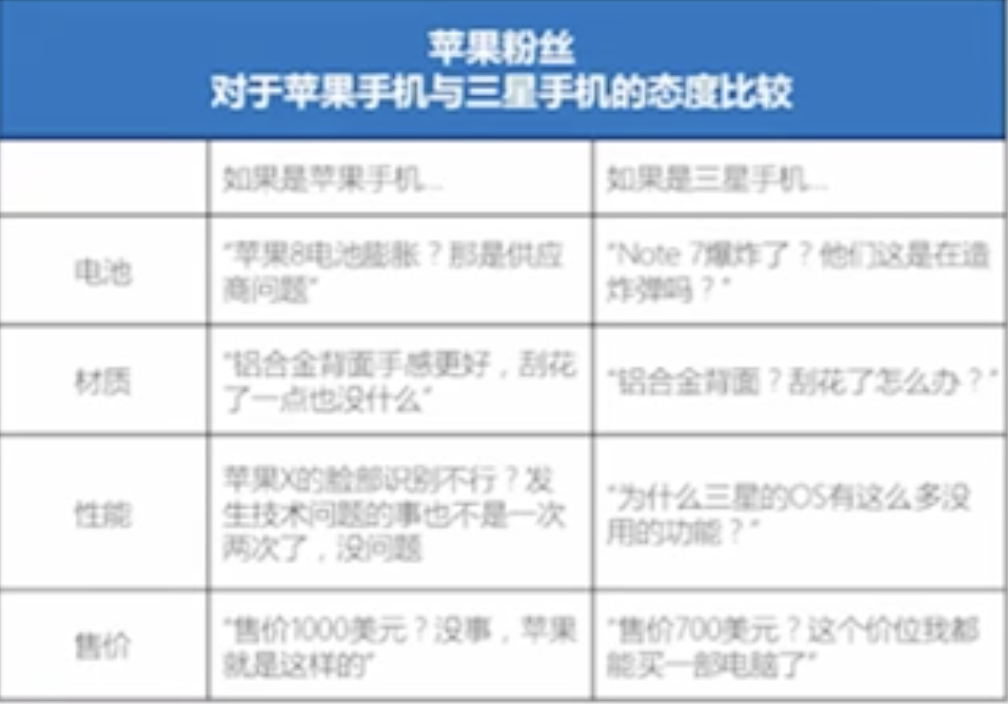 苹果粉丝
对于苹果手机与三星手机的态度比较
如果是苹果手机...
如果是三星手机...
电池
“苹果8电池膨胀？那是供应
商问题”
“Note 7爆炸了？他们这是在造
炸弹吗？”
材质
“铝合金背面手感更好，刮花
了一点也没什么”
“铝合金背面？刮花了怎么办？”
性能
苹果X的脸部识别不行？发
生技术问题的事也不是一次
两次了，没问题
“为什么三星的OS有这么多没
用的功能？”
售价
“售价1000美元？没事，苹果
就是这样的”
“售价700美元？这个价位我都
能买一部电脑了”